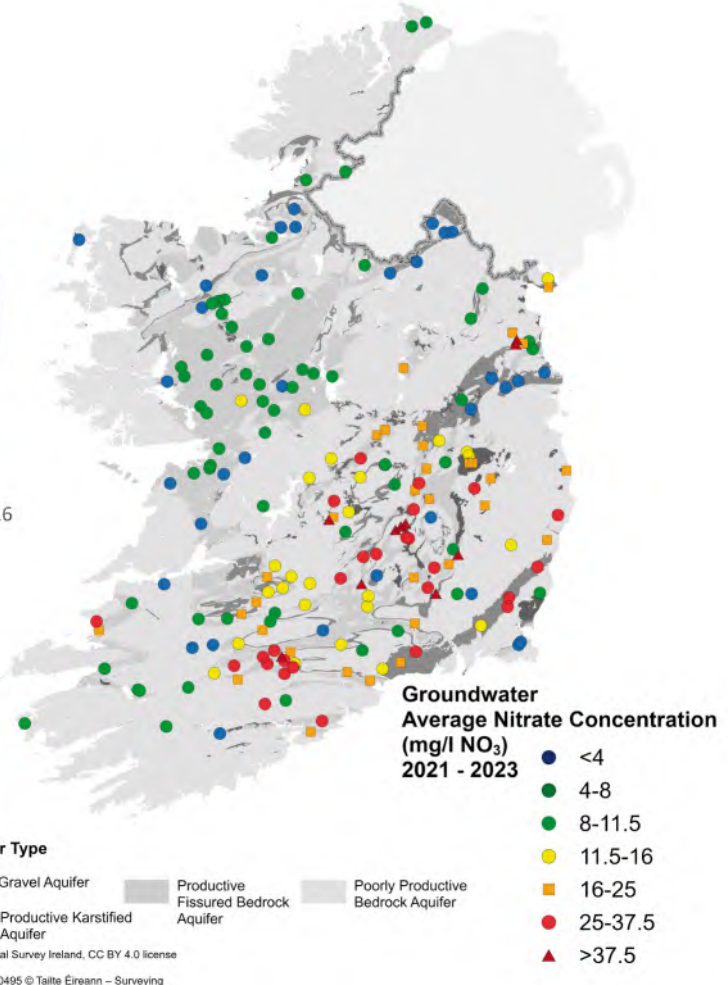 6
Groundwater
Average Nitrate Concentration
(mg/l NO₃)
2021 - 2023
<4
4-8
8-11.5
11.5-16
16-25
25-37.5
>37.5
r Type
Gravel Aquifer
Productive
Fissured Bedrock
Aquifer
Poorly Productive
Bedrock Aquifer
Productive Karstified
Aquifer
al Survey Ireland, CC BY 4.0 license
0495 © Tailte Éireann – Surveying